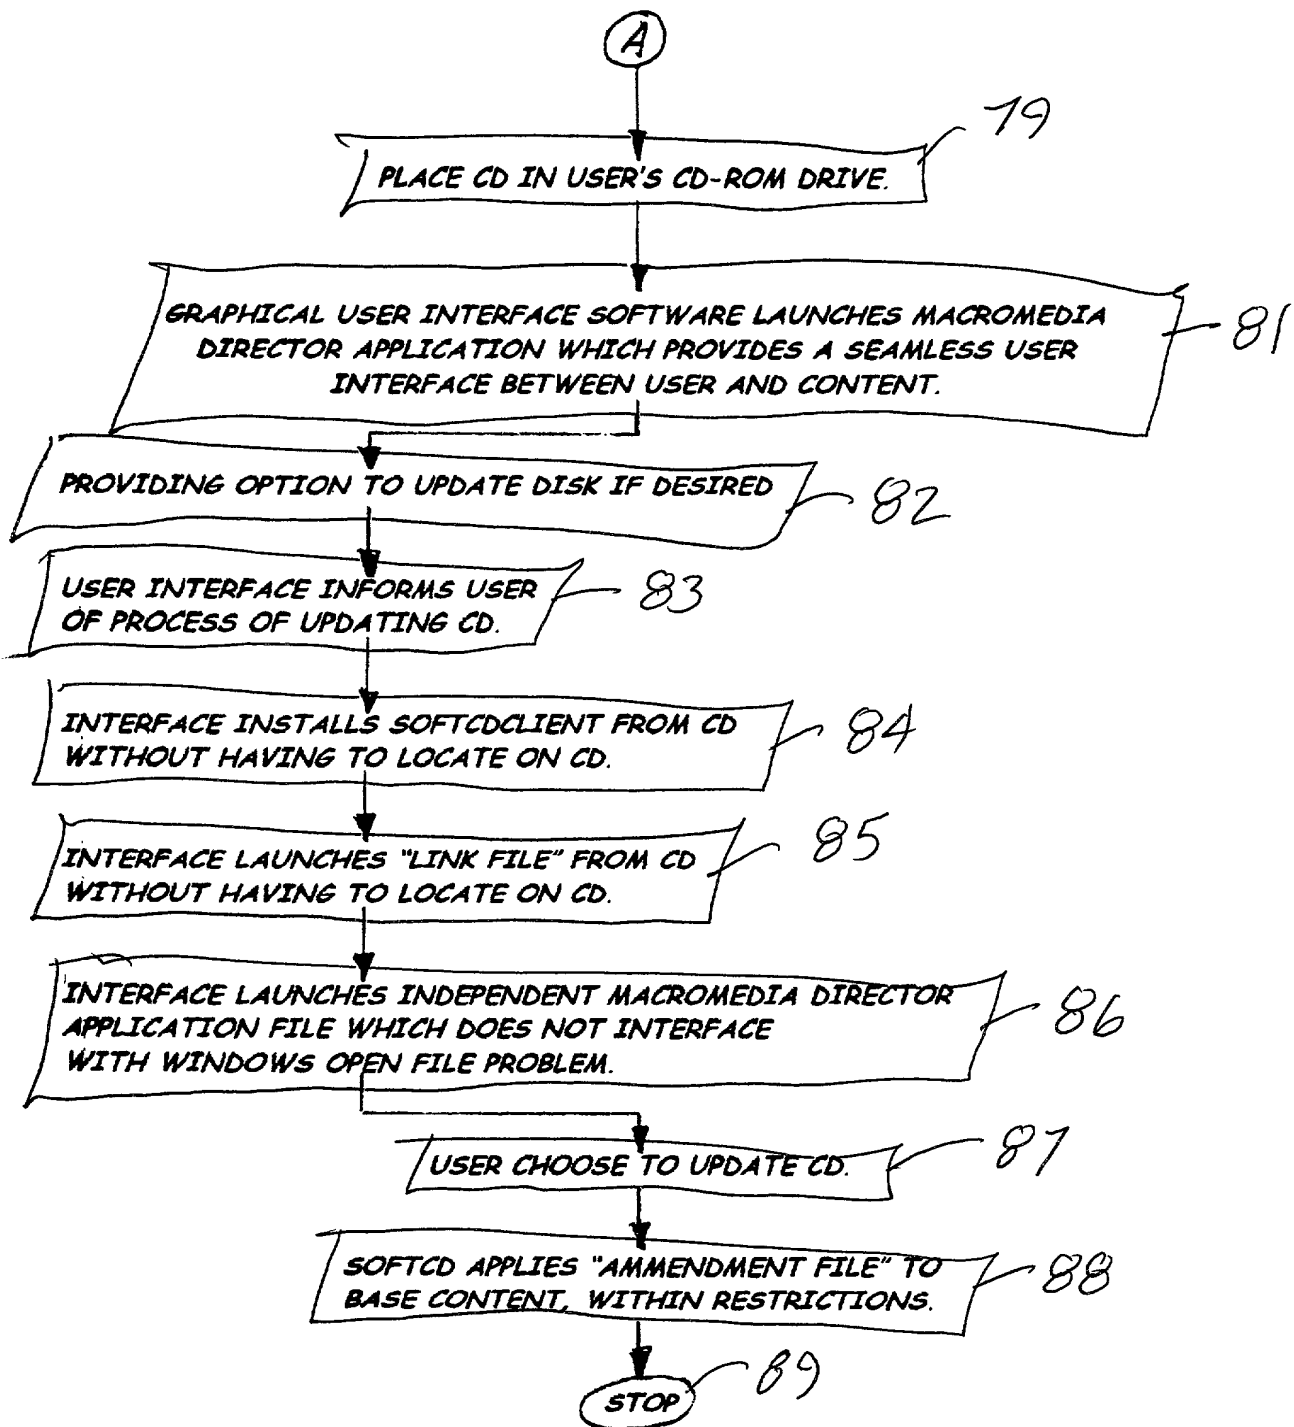 A
79
PLACE CD IN USER'S CD-ROM DRIVE.
GRAPHICAL USER INTERFACE SOFTWARE LAUNCHES MACROMEDIA
DIRECTOR APPLICATION WHICH PROVIDES A SEAMLESS USER
INTERFACE BETWEEN USER AND CONTENT.
81
PROVIDING OPTION TO UPDATE DISK IF DESIRED
82
USER INTERFACE INFORMS USER
OF PROCESS OF UPDATING CD.
83
INTERFACE INSTALLS SOFTCDCLIENT FROM CD
WITHOUT HAVING TO LOCATE ON CD.
84
INTERFACE LAUNCHES "LINK FILE" FROM CD
WITHOUT HAVING TO LOCATE ON CD.
85
INTERFACE LAUNCHES INDEPENDENT MACROMEDIA DIRECTOR
APPLICATION FILE WHICH DOES NOT INTERFACE
WITH WINDOWS OPEN FILE PROBLEM.
86
USER CHOOSE TO UPDATE CD.
87
SOFTCD APPLIES "AMMENDMENT FILE" TO
BASE CONTENT, WITHIN RESTRICTIONS.
88
STOP
89